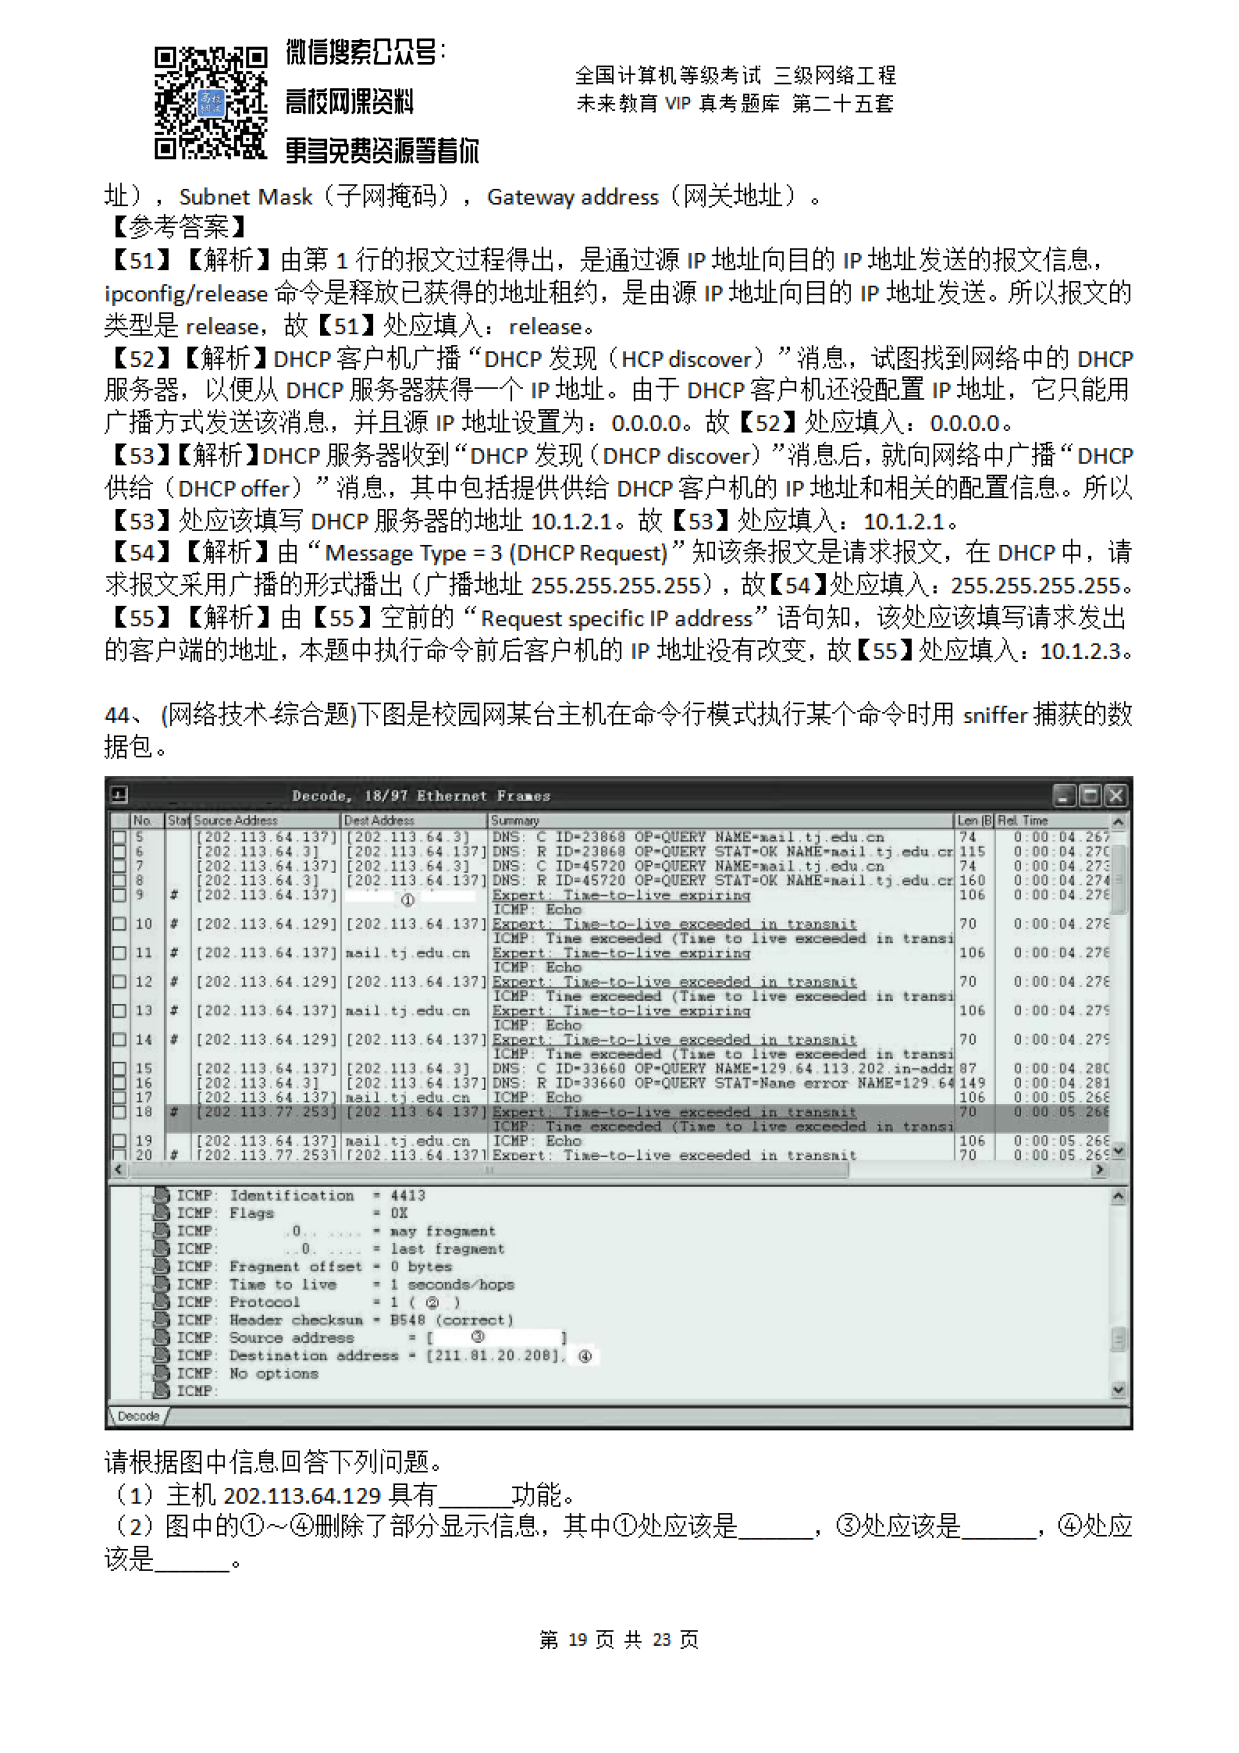 微信搜索公众号：
高校网课资料
更多免费资源等着你
全国计算机等级考试 三级网络工程
未来教育 VIP 真考题库 第二十五套
址），Subnet Mask（子网掩码），Gateway address（网关地址）。
【参考答案】
【51】【解析】由第 1 行的报文过程得出，是通过源 IP 地址向目的 IP 地址发送的报文信息，
ipconfig/release 命令是释放已获得的地址租约，是由源 IP 地址向目的 IP 地址发送。所以报文的
类型是 release，故【51】处应填入：release。
【52】【解析】DHCP 客户机广播“DHCP 发现（HCP discover）”消息，试图找到网络中的 DHCP
服务器，以便从 DHCP 服务器获得一个 IP 地址。由于 DHCP 客户机还没配置 IP 地址，它只能用
广播方式发送该消息，并且源 IP 地址设置为：0.0.0.0。故【52】处应填入：0.0.0.0。
【53】【解析】DHCP 服务器收到“DHCP 发现（DHCP discover）”消息后，就向网络中广播“DHCP
供给（DHCP offer）”消息，其中包括提供供给 DHCP 客户机的 IP 地址和相关的配置信息。所以
【53】处应该填写 DHCP 服务器的地址 10.1.2.1。故【53】处应填入：10.1.2.1。
【54】【解析】由“Message Type = 3 (DHCP Request)”知该条报文是请求报文，在 DHCP 中，请
求报文采用广播的形式播出（广播地址 255.255.255.255），故【54】处应填入：255.255.255.255。
【55】【解析】由【55】空前的“Request specific IP address”语句知，该处应该填写请求发出
的客户端的地址，本题中执行命令前后客户机的 IP 地址没有改变，故【55】处应填入：10.1.2.3。
44、 (网络技术-综合题)下图是校园网某台主机在命令行模式执行某个命令时用 sniffer 捕获的数
据包。
Decode, 18/97 Ethernet Frames
No. Stat Source Address Dest Address Summary Len (B Rel. Time
5 [202.113.64.137] [202.113.64.3] DNS: C ID=23868 OP=QUERY NAME=mail.tj.edu.cn 74 0:00:04.267
6 [202.113.64.3] [202.113.64.137] DNS: R ID=23868 OP=QUERY STAT=OK NAME=mail.tj.edu.cr 115 0:00:04.270
7 [202.113.64.137] [202.113.64.3] DNS: C ID=45720 OP=QUERY NAME=mail.tj.edu.cn 74 0:00:04.273
8 [202.113.64.3] [202.113.64.137] DNS: R ID=45720 OP=QUERY STAT=OK NAME=mail.tj.edu.cr 160 0:00:04.274
9 # [202.113.64.137] ① Expert: Time-to-live expiring 106 0:00:04.278
ICMP: Echo
10 # [202.113.64.129] [202.113.64.137] Expert: Time-to-live exceeded in transmit 70 0:00:04.278
ICMP: Time exceeded (Time to live exceeded in transi
11 # [202.113.64.137] mail.tj.edu.cn Expert: Time-to-live expiring 106 0:00:04.278
ICMP: Echo
12 # [202.113.64.129] [202.113.64.137] Expert: Time-to-live exceeded in transmit 70 0:00:04.278
ICMP: Time exceeded (Time to live exceeded in transi
13 # [202.113.64.137] mail.tj.edu.cn Expert: Time-to-live expiring 106 0:00:04.279
ICMP: Echo
14 # [202.113.64.129] [202.113.64.137] Expert: Time-to-live exceeded in transmit 70 0:00:04.279
ICMP: Time exceeded (Time to live exceeded in transi
15 [202.113.64.137] [202.113.64.3] DNS: C ID=33660 OP=QUERY NAME=129.64.113.202.in-addr 87 0:00:04.280
16 [202.113.64.3] [202.113.64.137] DNS: R ID=33660 OP=QUERY STAT=Name error NAME=129.64 149 0:00:04.281
17 [202.113.64.137] mail.tj.edu.cn ICMP: Echo 106 0:00:05.268
18 # [202.113.77.253] [202.113.64.137] Expert: Time-to-live exceeded in transmit 70 0:00:05.268
ICMP: Time exceeded (Time to live exceeded in transi
19 [202.113.64.137] mail.tj.edu.cn ICMP: Echo 106 0:00:05.268
20 # [202.113.77.253] [202.113.64.137] Expert: Time-to-live exceeded in transmit 70 0:00:05.269
ICMP: Identification = 4413
ICMP: Flags = 0X
ICMP: .0.. .... = may fragment
ICMP: ..0. .... = last fragment
ICMP: Fragment offset = 0 bytes
ICMP: Time to live = 1 seconds/hops
ICMP: Protocol = 1 ( ② )
ICMP: Header checksum = B548 (correct)
ICMP: Source address = [ ③ ]
ICMP: Destination address = [211.81.20.208], ④
ICMP: No options
ICMP:
Decode
请根据图中信息回答下列问题。
（1）主机 202.113.64.129 具有______功能。
（2）图中的①～④删除了部分显示信息，其中①处应该是______，③处应该是______，④处应
该是______。
第 19 页 共 23 页